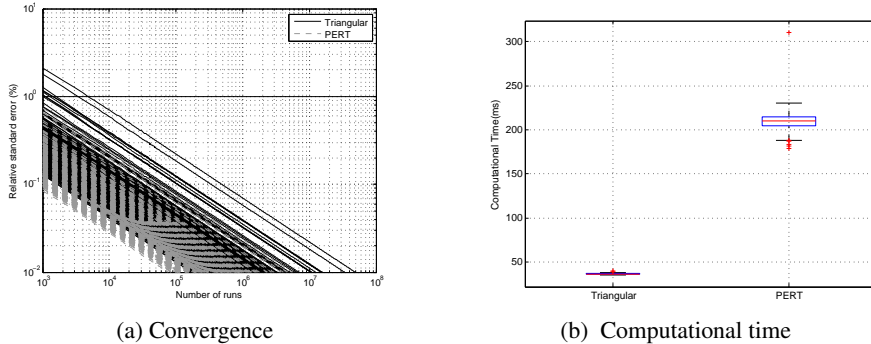 10^1
10^0
10^-1
10^-2
Relative standard error (%)
Triangular
PERT
10^3 10^4 10^5 10^6 10^7 10^8
Number of runs
(a) Convergence
300
250
200
150
100
50
Computational Time(ms)
Triangular PERT
(b) Computational time